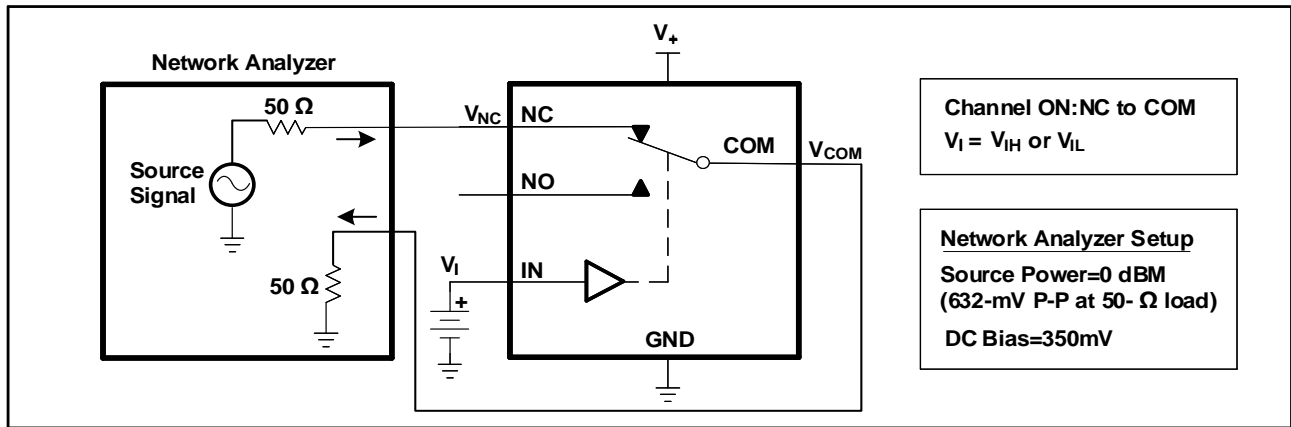 Network Analyzer
50 Ω
Source
Signal
50 Ω
V+
VNC
NC
COM
VCOM
NO
VI
IN
+
GND
Channel ON:NC to COM
VI = VIH or VIL
Network Analyzer Setup
Source Power=0 dBM
(632-mV P-P at 50- Ω load)
DC Bias=350mV